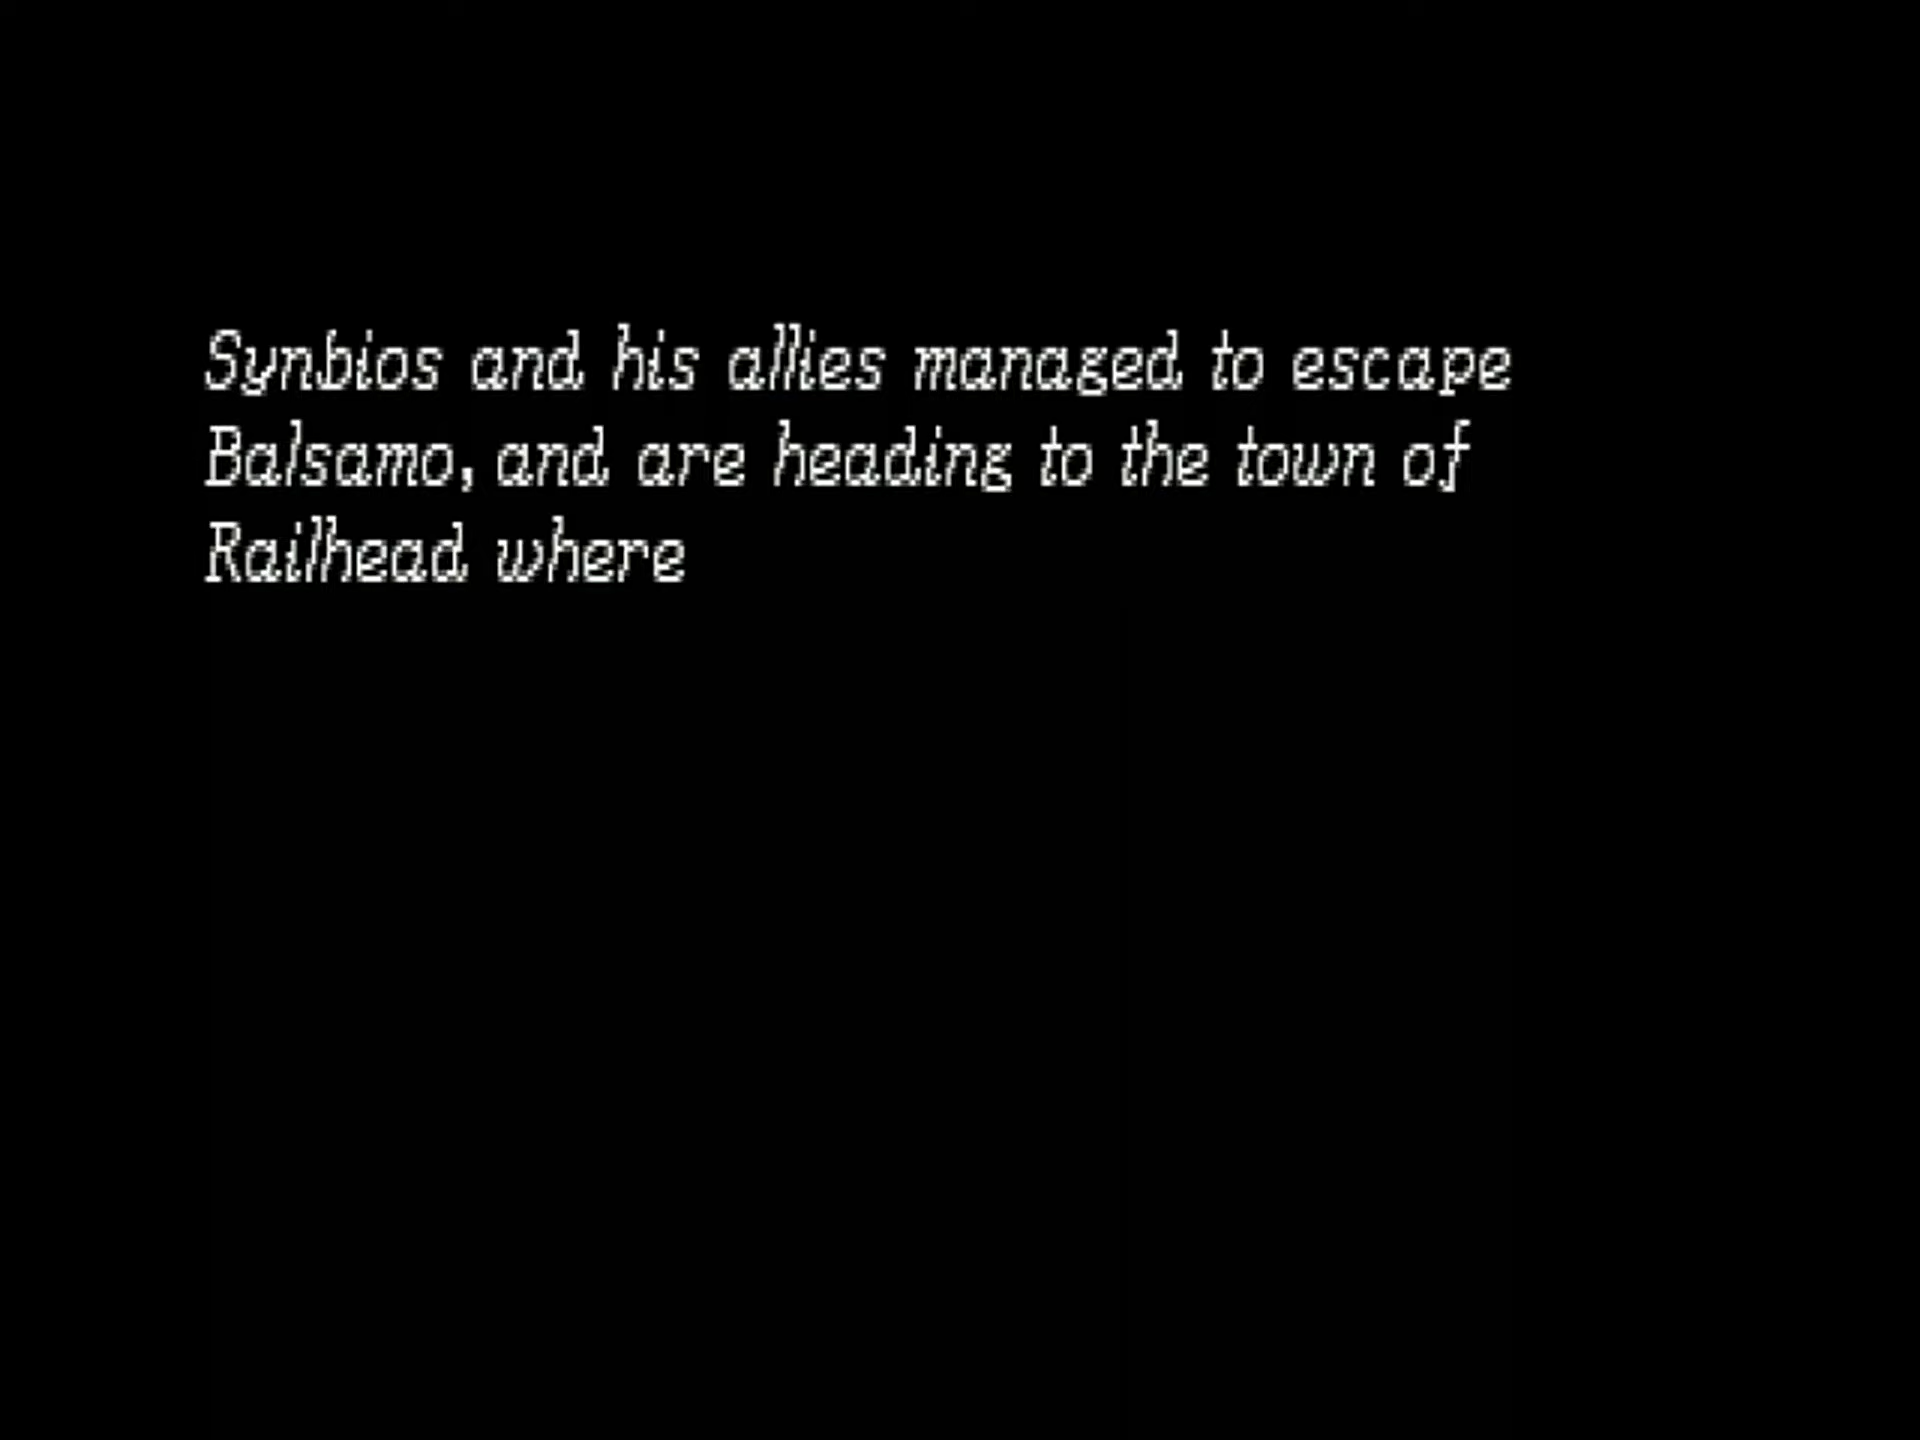 Synbios and his allies managed to escape
Balsamo, and are heading to the town of
Railhead where